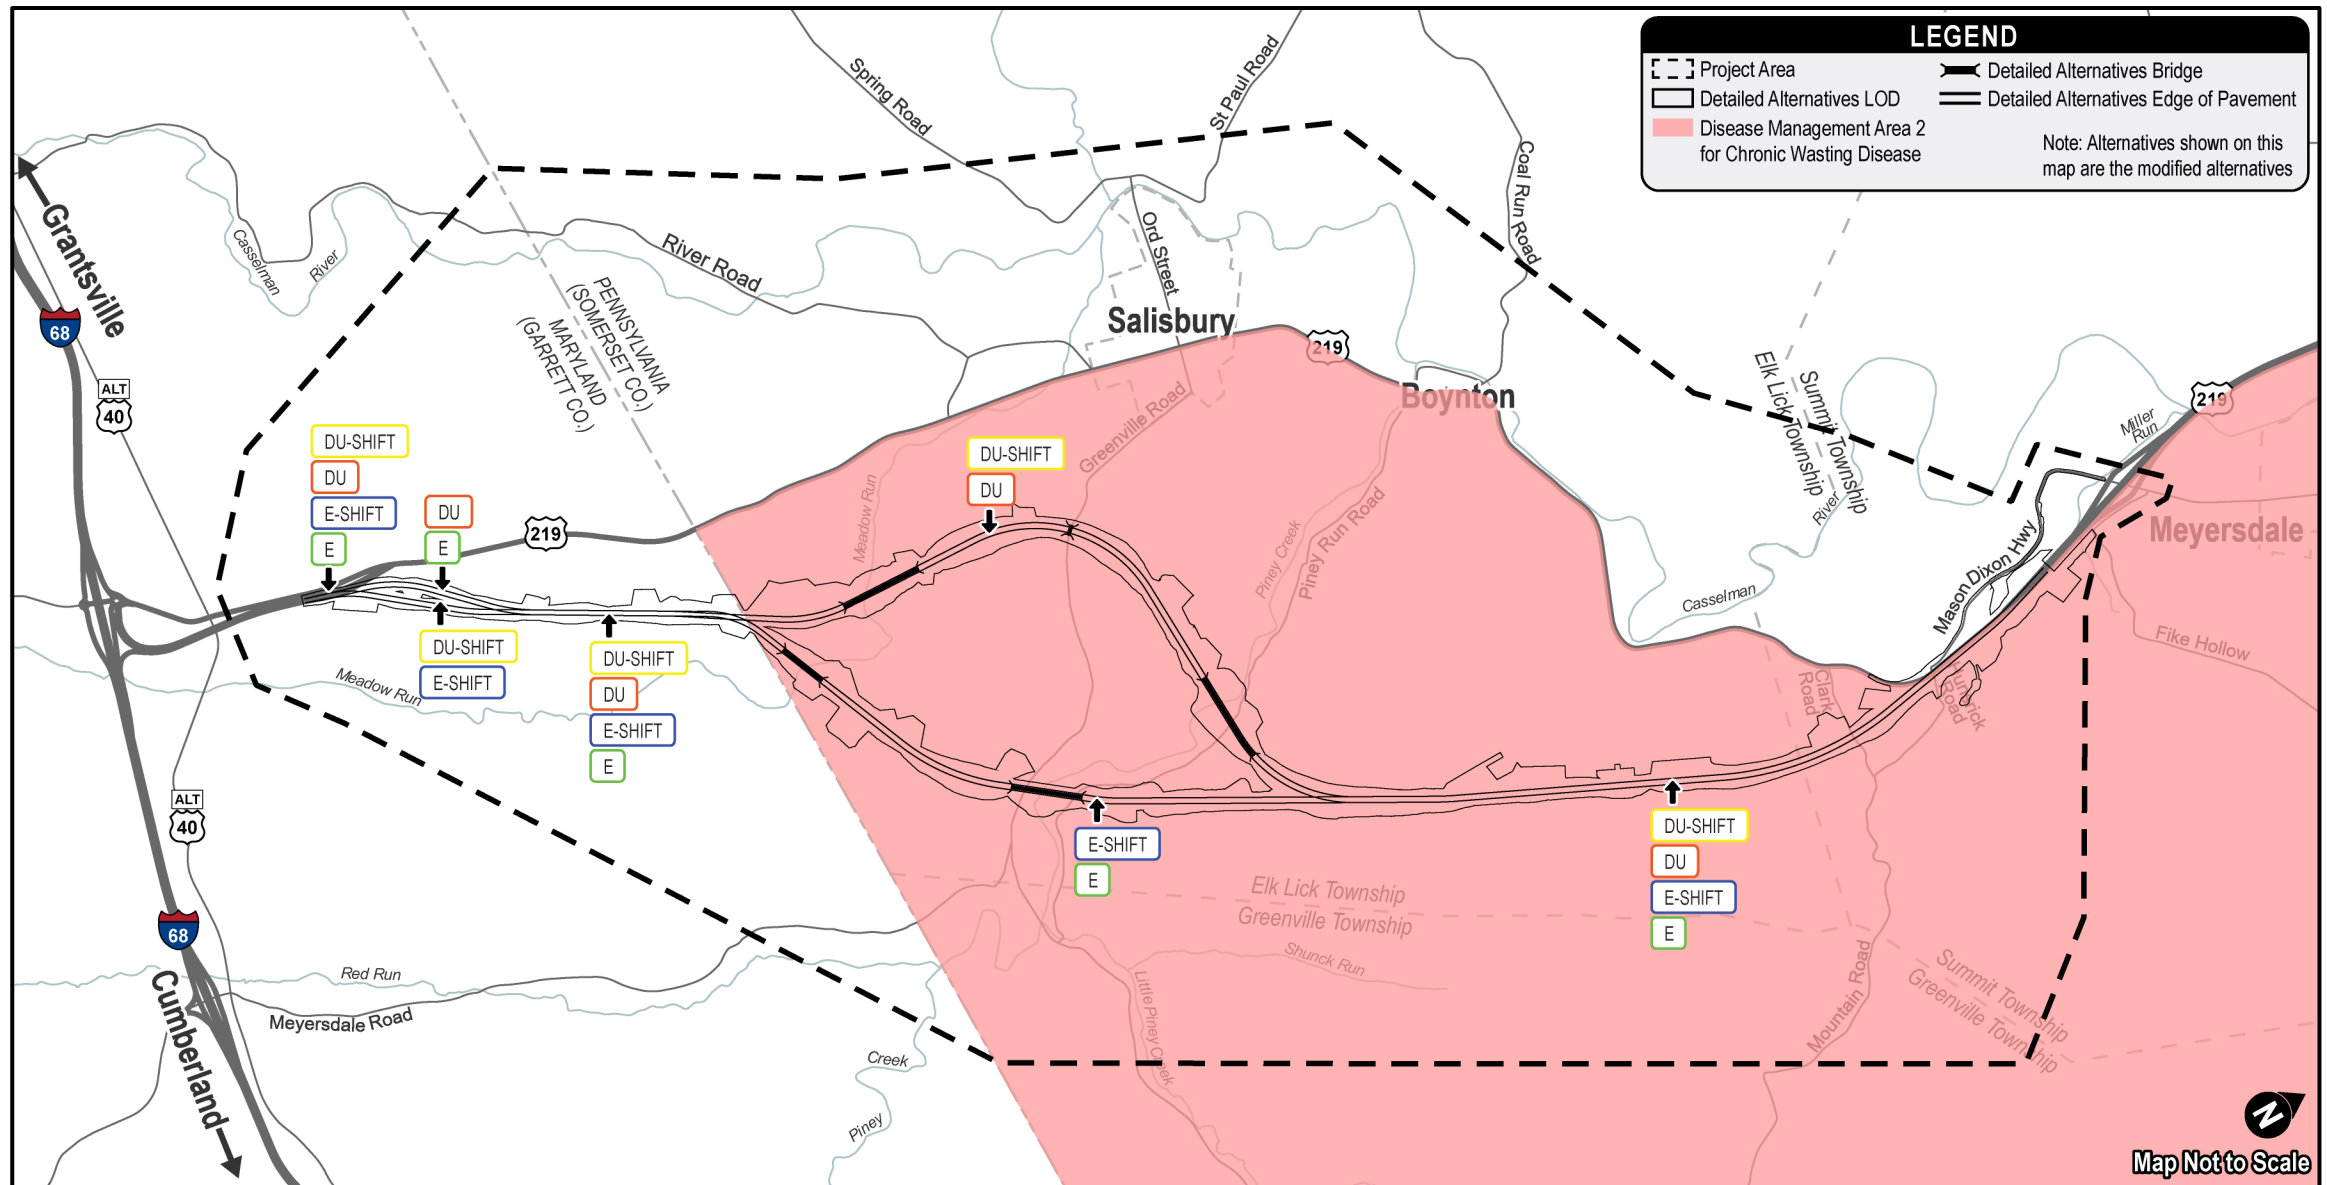 LEGEND
Project Area
Detailed Alternatives LOD
Disease Management Area 2
for Chronic Wasting Disease
Detailed Alternatives Bridge
Detailed Alternatives Edge of Pavement
Note: Alternatives shown on this
map are the modified alternatives
Spring Road
St Paul Road
Coal Run Road
Grantsville
Casselman
River
River Road
Ord Street
PENNSYLVANIA
(SOMERSET CO.)
MARYLAND
(GARRETT CO.)
Salisbury
68
219
ALT
40
Boynton
Elk Lick Township
Summit Township
River
219
Miller
Run
Meyersdale
DU-SHIFT
DU
E-SHIFT
E
DU
E
219
Meadow Run
DU-SHIFT
DU
Greenville Road
Piney Creek
Piney Run Road
Casselman
Mason Dixon Hwy
Fike Hollow
DU-SHIFT
E-SHIFT
DU-SHIFT
DU
E-SHIFT
E
Meadow Run
Clark
Road
Hunsrick
Road
ALT
40
E-SHIFT
E
DU-SHIFT
DU
E-SHIFT
E
Elk Lick Township
Greenville Township
68
Cumberland
Red Run
Meyersdale Road
Shunck Run
Little Piney Creek
Creek
Piney
Mountain Road
Summit Township
Greenville Township
N
Map Not to Scale